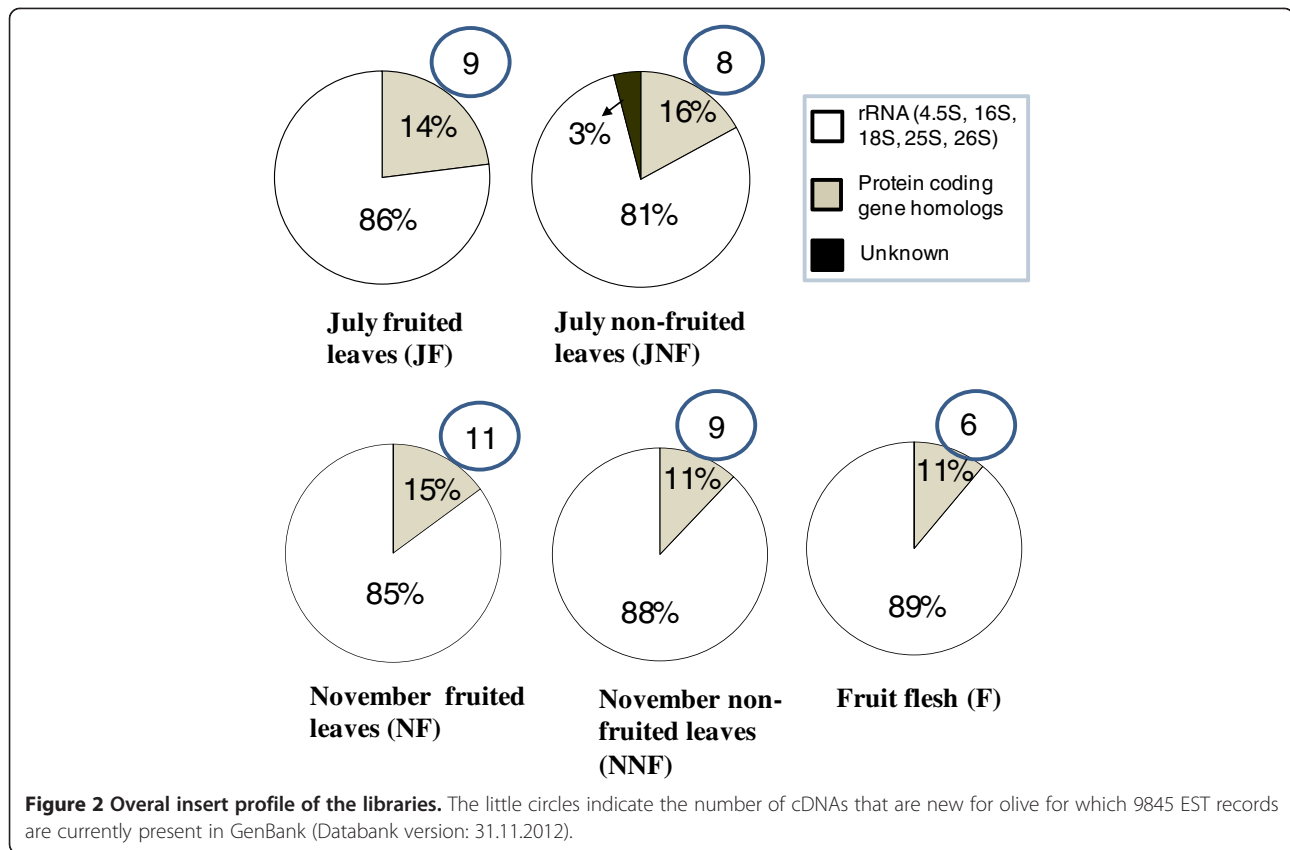 9
14%
86%
July fruited
leaves (JF)
8
16%
3%
81%
July non-fruited
leaves (JNF)
rRNA (4.5S, 16S,
18S, 25S, 26S)
Protein coding
gene homologs
Unknown
11
15%
85%
November fruited
leaves (NF)
9
11%
88%
November non-
fruited leaves
(NNF)
6
11%
89%
Fruit flesh (F)
Figure 2 Overal insert profile of the libraries. The little circles indicate the number of cDNAs that are new for olive for which 9845 EST records
are currently present in GenBank (Databank version: 31.11.2012).